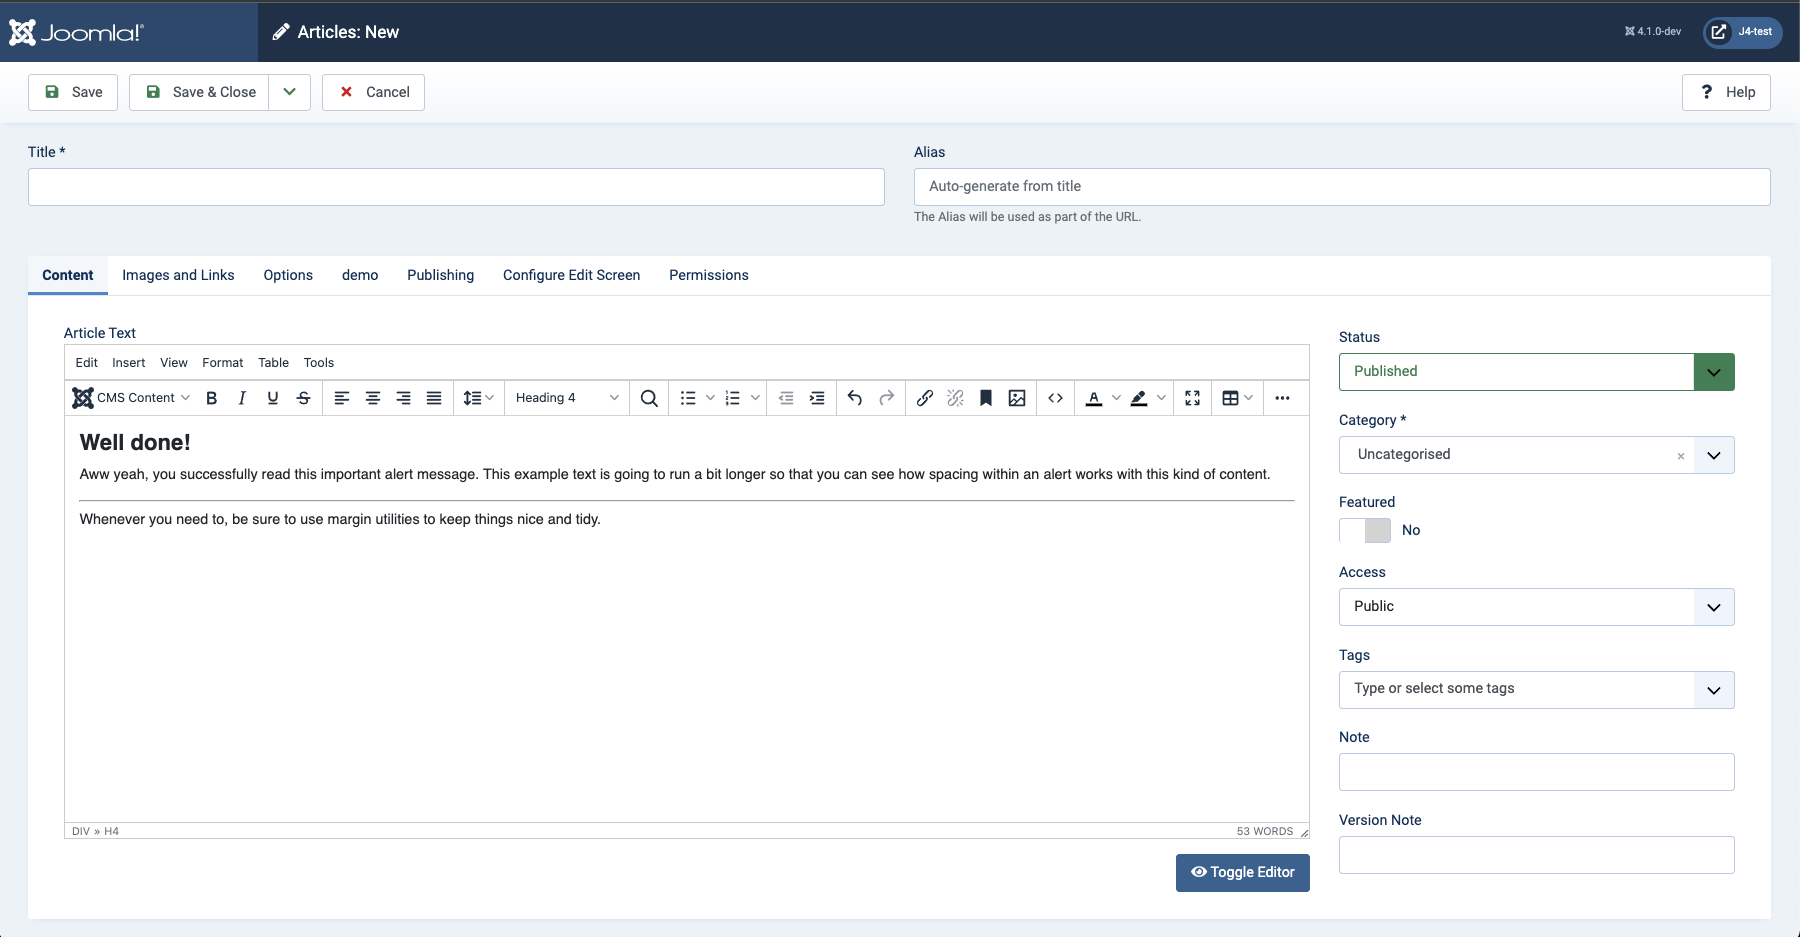 Joomla!®
Articles: New
4.1.0-dev
J4-test
Save
Save & Close
Cancel
? Help
Title *
Alias
Auto-generate from title
The Alias will be used as part of the URL.
Content Images and Links Options demo Publishing Configure Edit Screen Permissions
Article Text
Edit Insert View Format Table Tools
CMS Content B I U S Heading 4 A
Well done!
Aww yeah, you successfully read this important alert message. This example text is going to run a bit longer so that you can see how spacing within an alert works with this kind of content.
Whenever you need to, be sure to use margin utilities to keep things nice and tidy.
DIV » H4
53 WORDS
Toggle Editor
Status
Published
Category *
Uncategorised ×
Featured
No
Access
Public
Tags
Type or select some tags
Note
Version Note